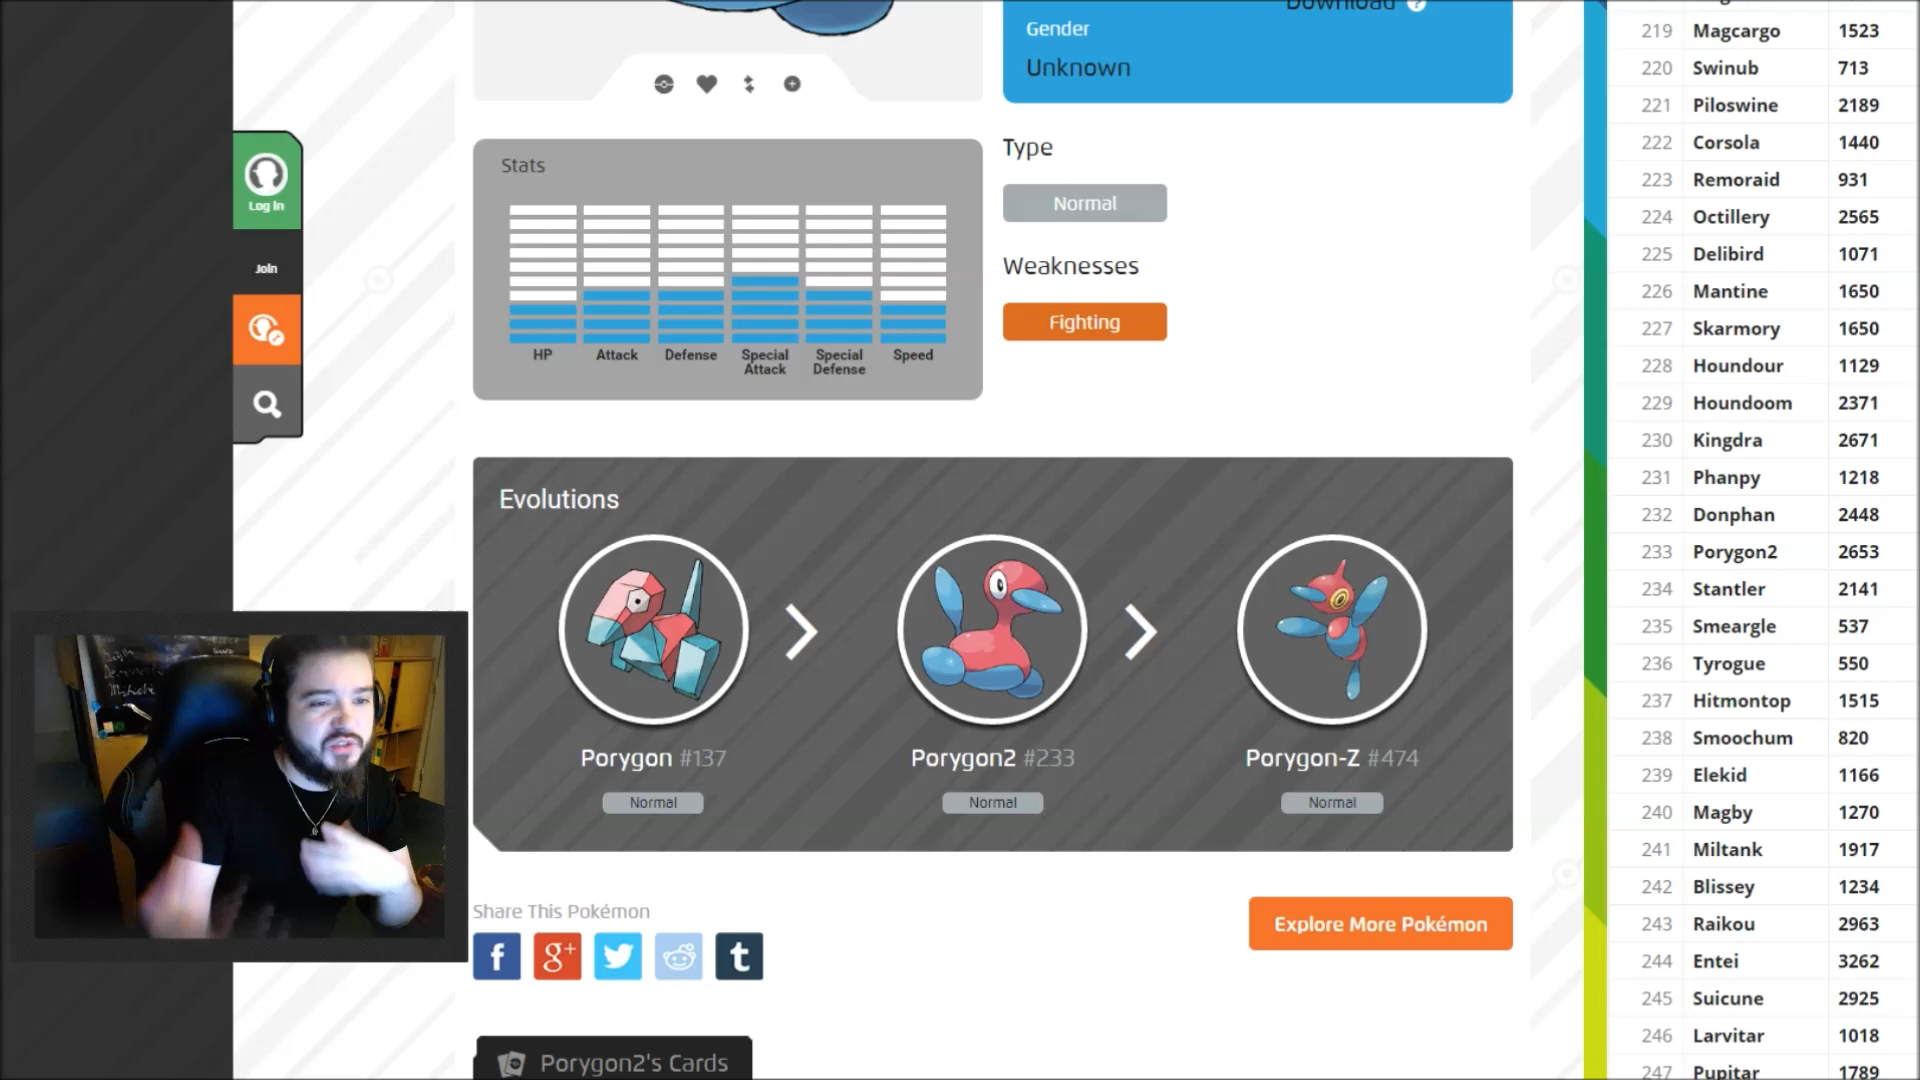 Download
Gender
Unknown
Log In
Join
Stats
HP
Attack
Defense
Special Attack
Special Defense
Speed
Type
Normal
Weaknesses
Fighting
Evolutions
Porygon #137
Normal
Porygon2 #233
Normal
Porygon-Z #474
Normal
Share This Pokémon
f
g+
t
Explore More Pokémon
Porygon2's Cards
219 Magcargo 1523
220 Swinub 713
221 Piloswine 2189
222 Corsola 1440
223 Remoraid 931
224 Octillery 2565
225 Delibird 1071
226 Mantine 1650
227 Skarmory 1650
228 Houndour 1129
229 Houndoom 2371
230 Kingdra 2671
231 Phanpy 1218
232 Donphan 2448
233 Porygon2 2653
234 Stantler 2141
235 Smeargle 537
236 Tyrogue 550
237 Hitmontop 1515
238 Smoochum 820
239 Elekid 1166
240 Magby 1270
241 Miltank 1917
242 Blissey 1234
243 Raikou 2963
244 Entei 3262
245 Suicune 2925
246 Larvitar 1018
247 Pupitar 1789